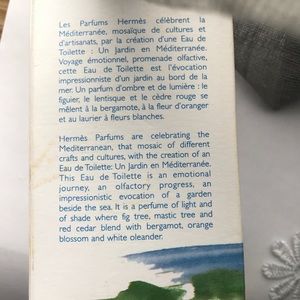 Les Parfums Hermès célèbrent la
Méditerranée, mosaïque de cultures et
d'artisanats, par la création d'une Eau de
Toilette : Un Jardin en Méditerranée.
Voyage émotionnel, promenade olfactive,
cette Eau de Toilette est l'évocation
impressionniste d'un jardin au bord de la
mer. Un parfum d'ombre et de lumière : le
figuier, le lentisque et le cèdre rouge se
mêlent à la bergamote, à la fleur d'oranger
et au laurier à fleurs blanches.
Hermès Parfums are celebrating the
Mediterranean, that mosaic of different
crafts and cultures, with the creation of an
Eau de Toilette: Un Jardin en Méditerranée.
This Eau de Toilette is an emotional
journey, an olfactory progress, an
impressionistic evocation of a garden
beside the sea. It is a perfume of light and
of shade where fig tree, mastic tree and
red cedar blend with bergamot, orange
blossom and white oleander.